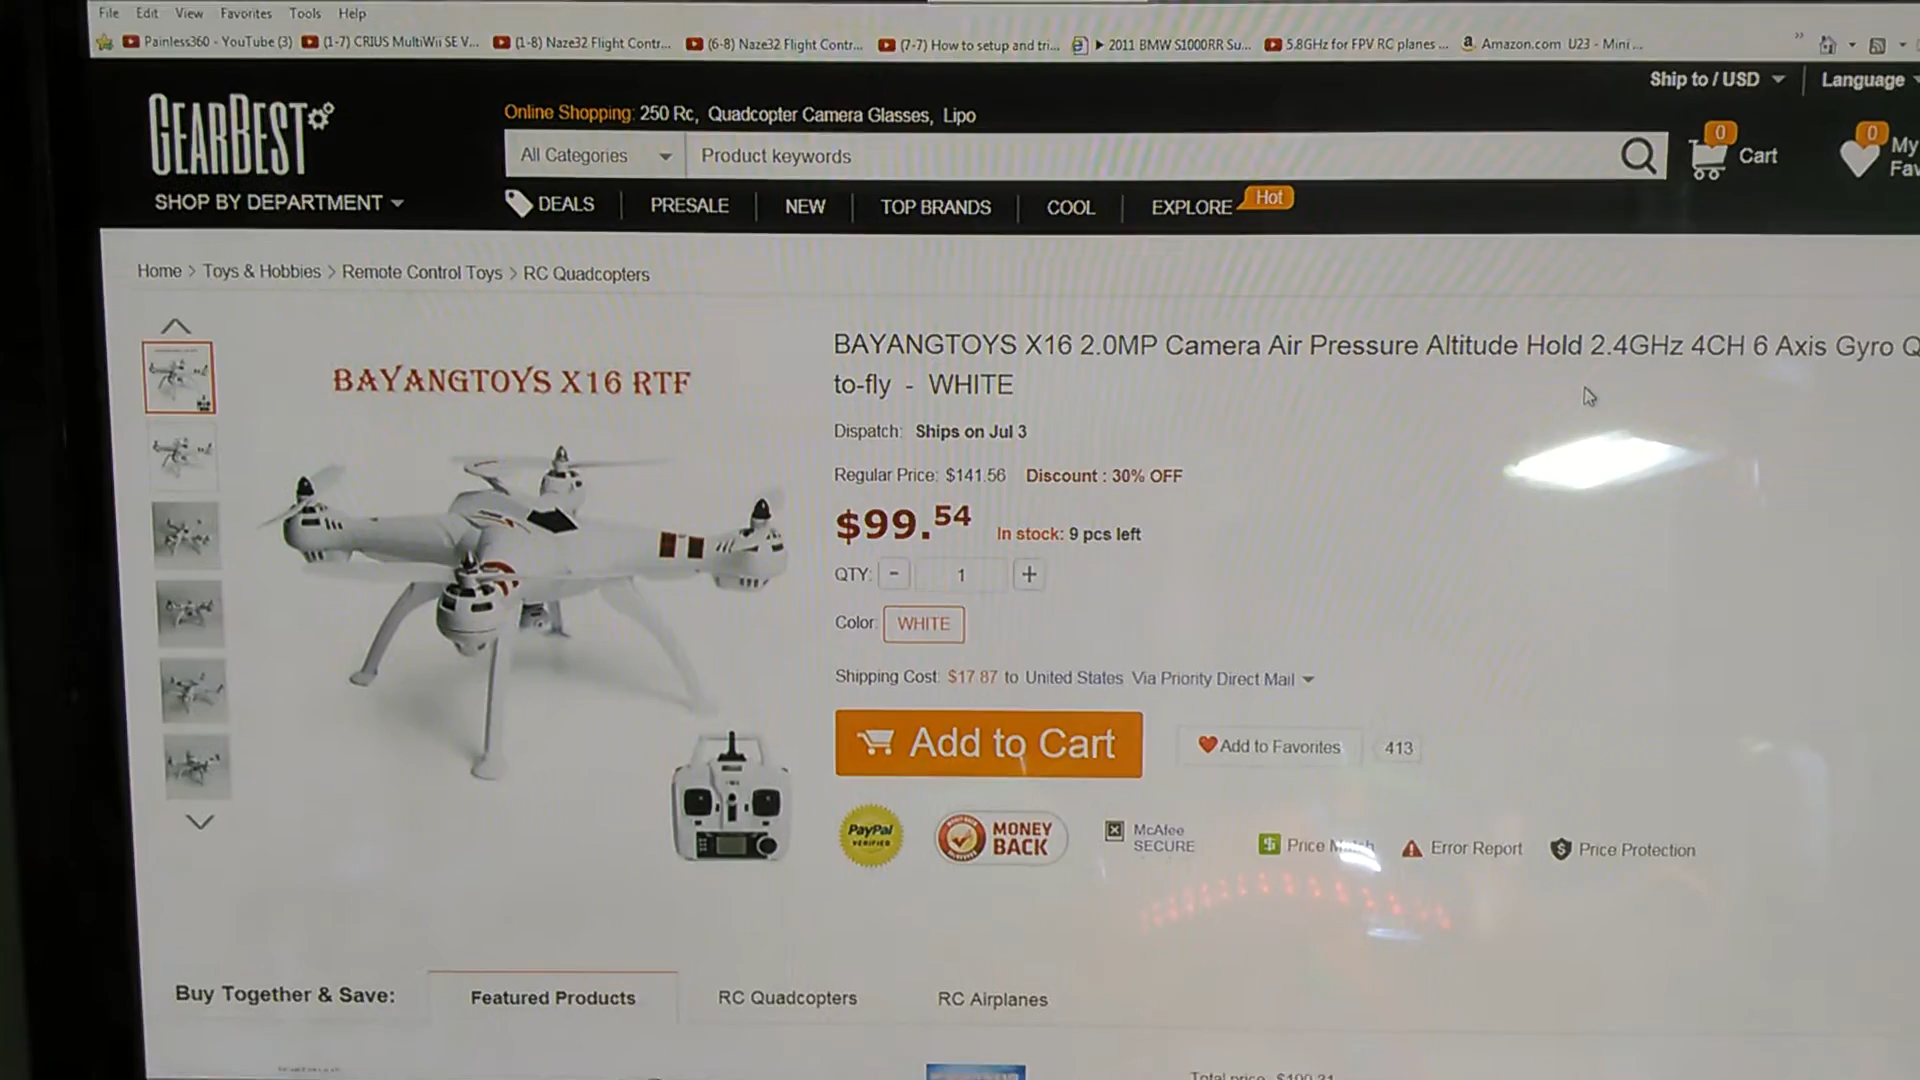 File Edit View Favorites Tools Help
Painless360 - YouTube (3) (1-7) CRIUS MultiWii SE V... (1-8) Naze32 Flight Contr... (6-8) Naze32 Flight Contr... (7-7) How to setup and tri... 2011 BMW S1000RR Su... 5.8GHz for FPV RC planes ... Amazon.com U23 - Mini ...
Ship to / USD Language
GEARBEST
Online Shopping: 250 Rc, Quadcopter Camera Glasses, Lipo
All Categories Product keywords
0 Cart 0 My Fav
SHOP BY DEPARTMENT DEALS PRESALE NEW TOP BRANDS COOL EXPLORE Hot
Home > Toys & Hobbies > Remote Control Toys > RC Quadcopters
BAYANGTOYS X16 RTF
BAYANGTOYS X16 2.0MP Camera Air Pressure Altitude Hold 2.4GHz 4CH 6 Axis Gyro Q
to-fly - WHITE
Dispatch: Ships on Jul 3
Regular Price: $141.56 Discount : 30% OFF
$99.54 In stock: 9 pcs left
QTY: - 1 +
Color: WHITE
Shipping Cost: $17.87 to United States Via Priority Direct Mail
Add to Cart Add to Favorites 413
PayPal VERIFIED
MONEY BACK
McAfee SECURE
Price Error Report Price Protection
Buy Together & Save: Featured Products RC Quadcopters RC Airplanes